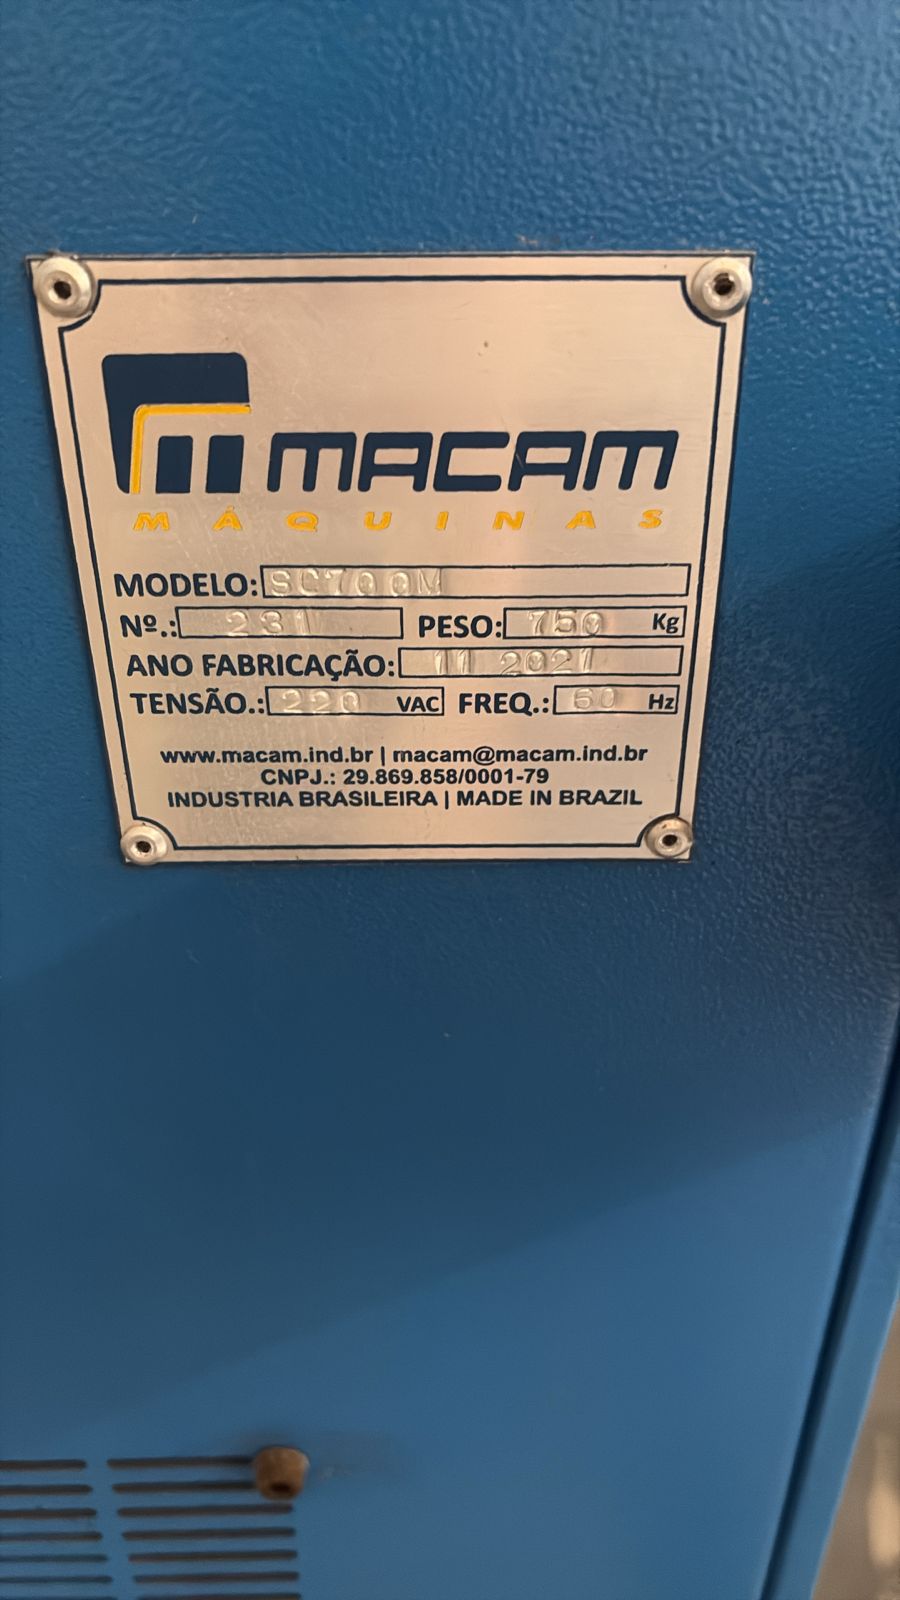 MACAM
MÁQUINAS
MODELO: SC700M
Nº.: 231 PESO: 750 Kg
ANO FABRICAÇÃO: 11 2021
TENSÃO.: 220 VAC FREQ.: 60 Hz
www.macam.ind.br | macam@macam.ind.br
CNPJ.: 29.869.858/0001-79
INDUSTRIA BRASILEIRA | MADE IN BRAZIL